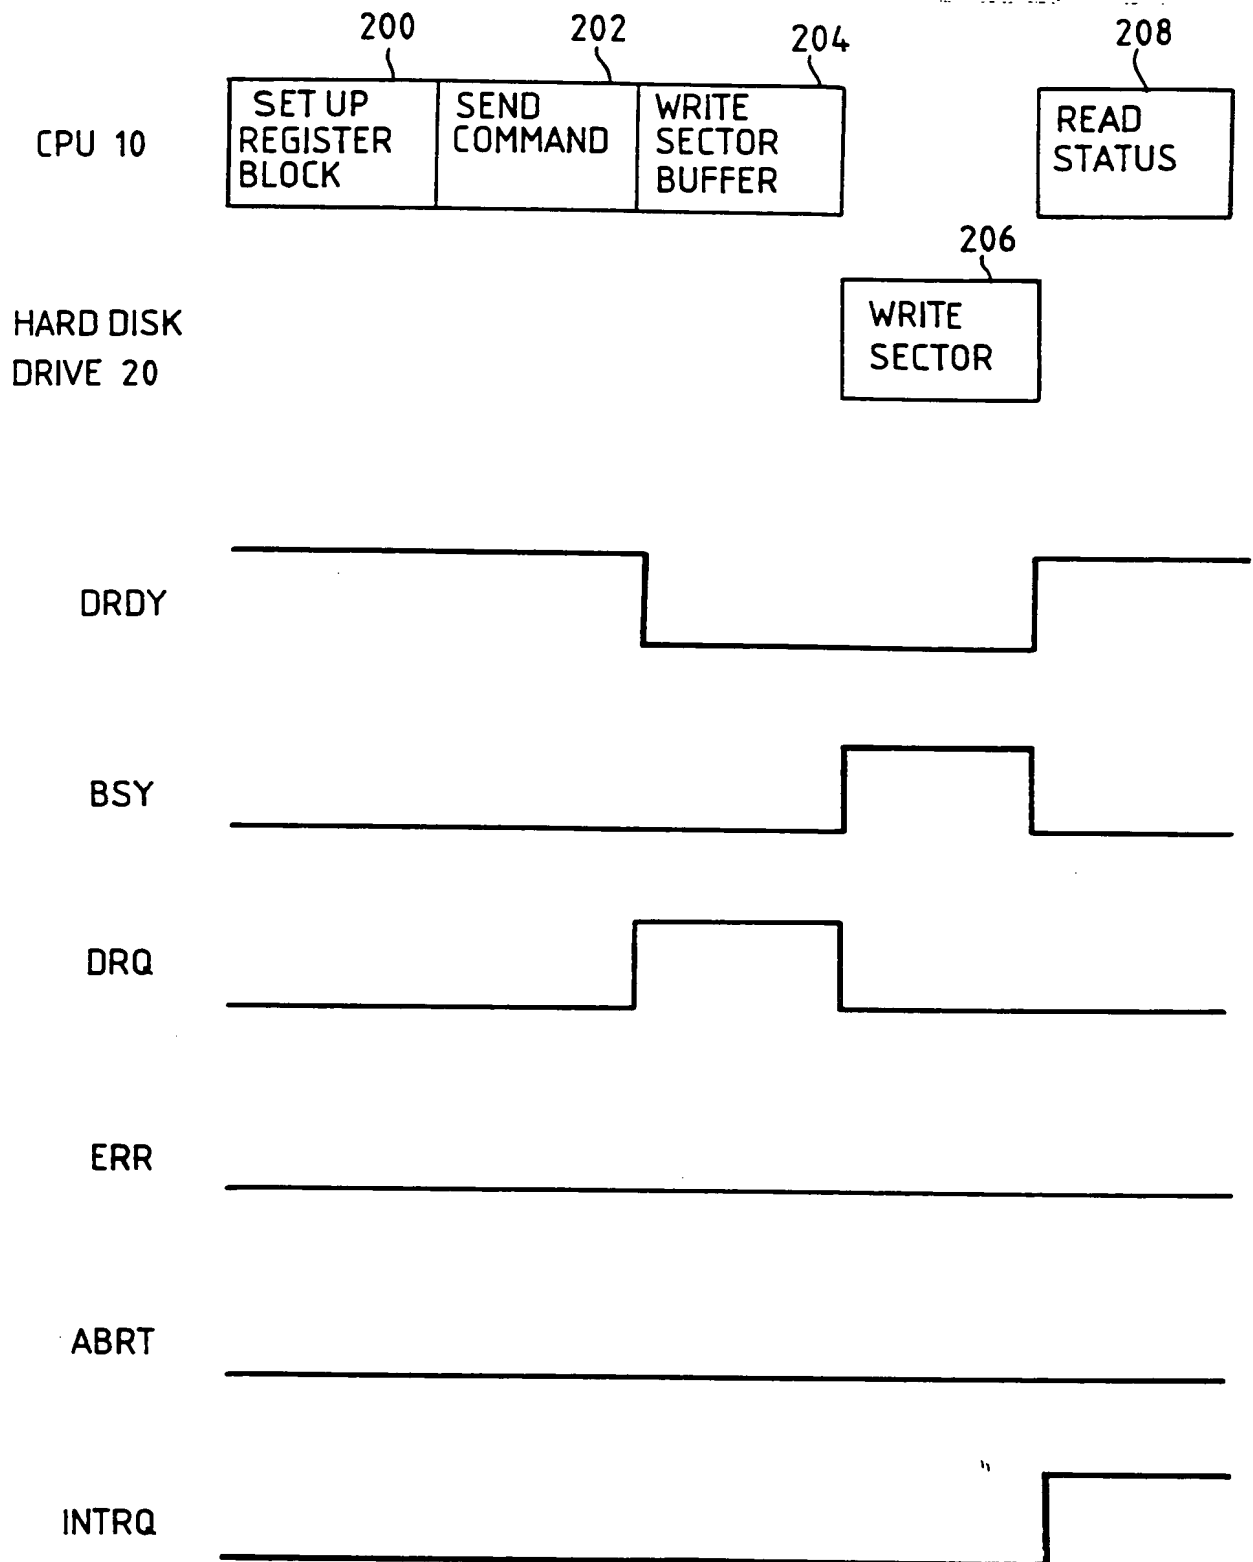 200 202 204 208
CPU 10
SET UP
REGISTER
BLOCK
SEND
COMMAND
WRITE
SECTOR
BUFFER
READ
STATUS
206
HARD DISK
DRIVE 20
WRITE
SECTOR
DRDY
BSY
DRQ
ERR
ABRT
INTRQ